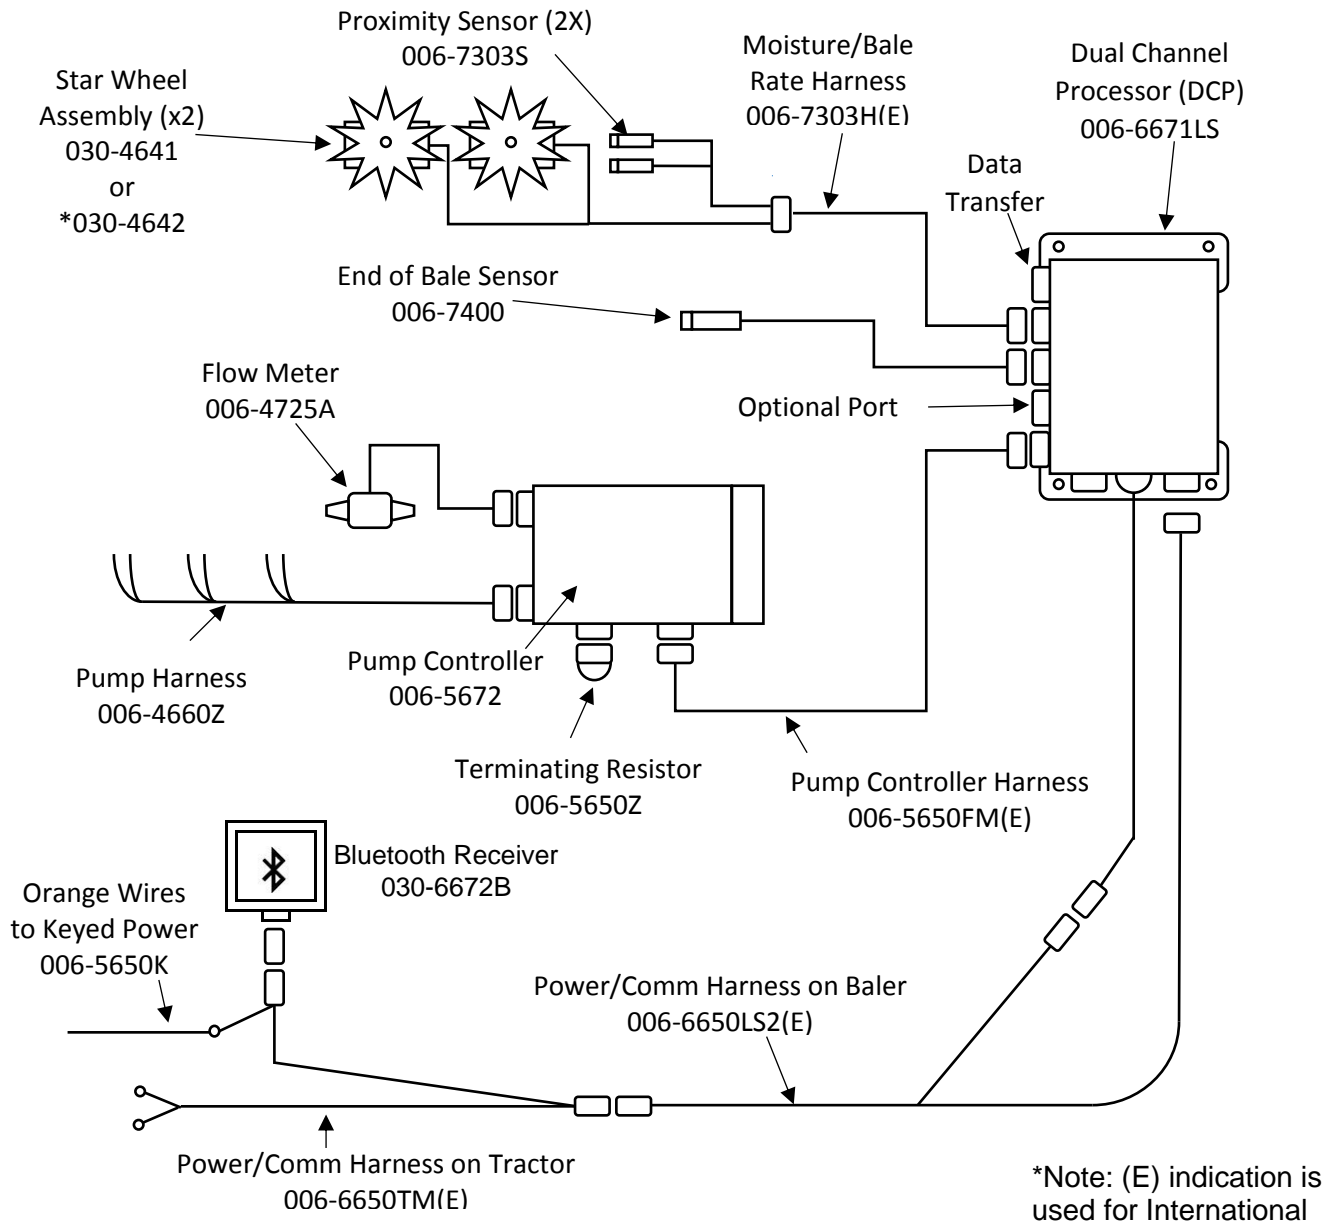 Proximity Sensor (2X)
006-7303S
Moisture/Bale
Rate Harness
006-7303H(E)
Dual Channel
Processor (DCP)
006-6671LS
Star Wheel
Assembly (x2)
030-4641
or
*030-4642
Data
Transfer
End of Bale Sensor
006-7400
Flow Meter
006-4725A
Optional Port
Pump Harness
006-4660Z
Pump Controller
006-5672
Terminating Resistor
006-5650Z
Pump Controller Harness
006-5650FM(E)
Bluetooth Receiver
030-6672B
Orange Wires
to Keyed Power
006-5650K
Power/Comm Harness on Baler
006-6650LS2(E)
Power/Comm Harness on Tractor
006-6650TM(E)
*Note: (E) indication is
used for International